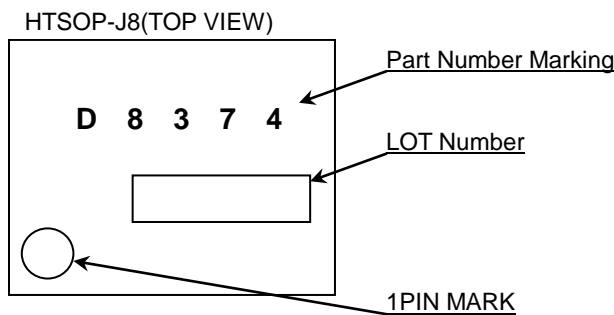 HTSOP-J8(TOP VIEW)
Part Number Marking
D 8 3 7 4
LOT Number
1PIN MARK